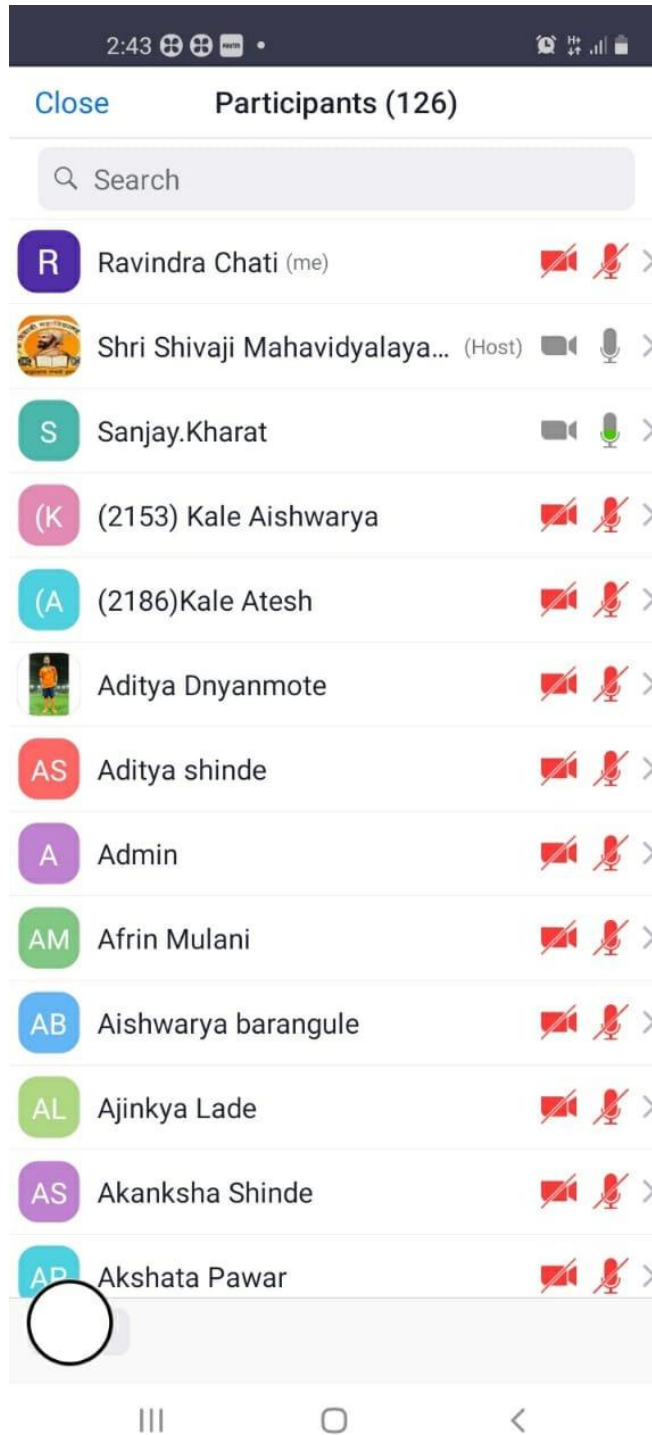 2:43
Close Participants (126)
Search
R Ravindra Chati (me)
Shri Shivaji Mahavidyalaya... (Host)
S Sanjay.Kharat
(K (2153) Kale Aishwarya
(A (2186)Kale Atesh
Aditya Dnyanmote
AS Aditya shinde
A Admin
AM Afrin Mulani
AB Aishwarya barangule
AL Ajinkya Lade
AS Akanksha Shinde
AP Akshata Pawar